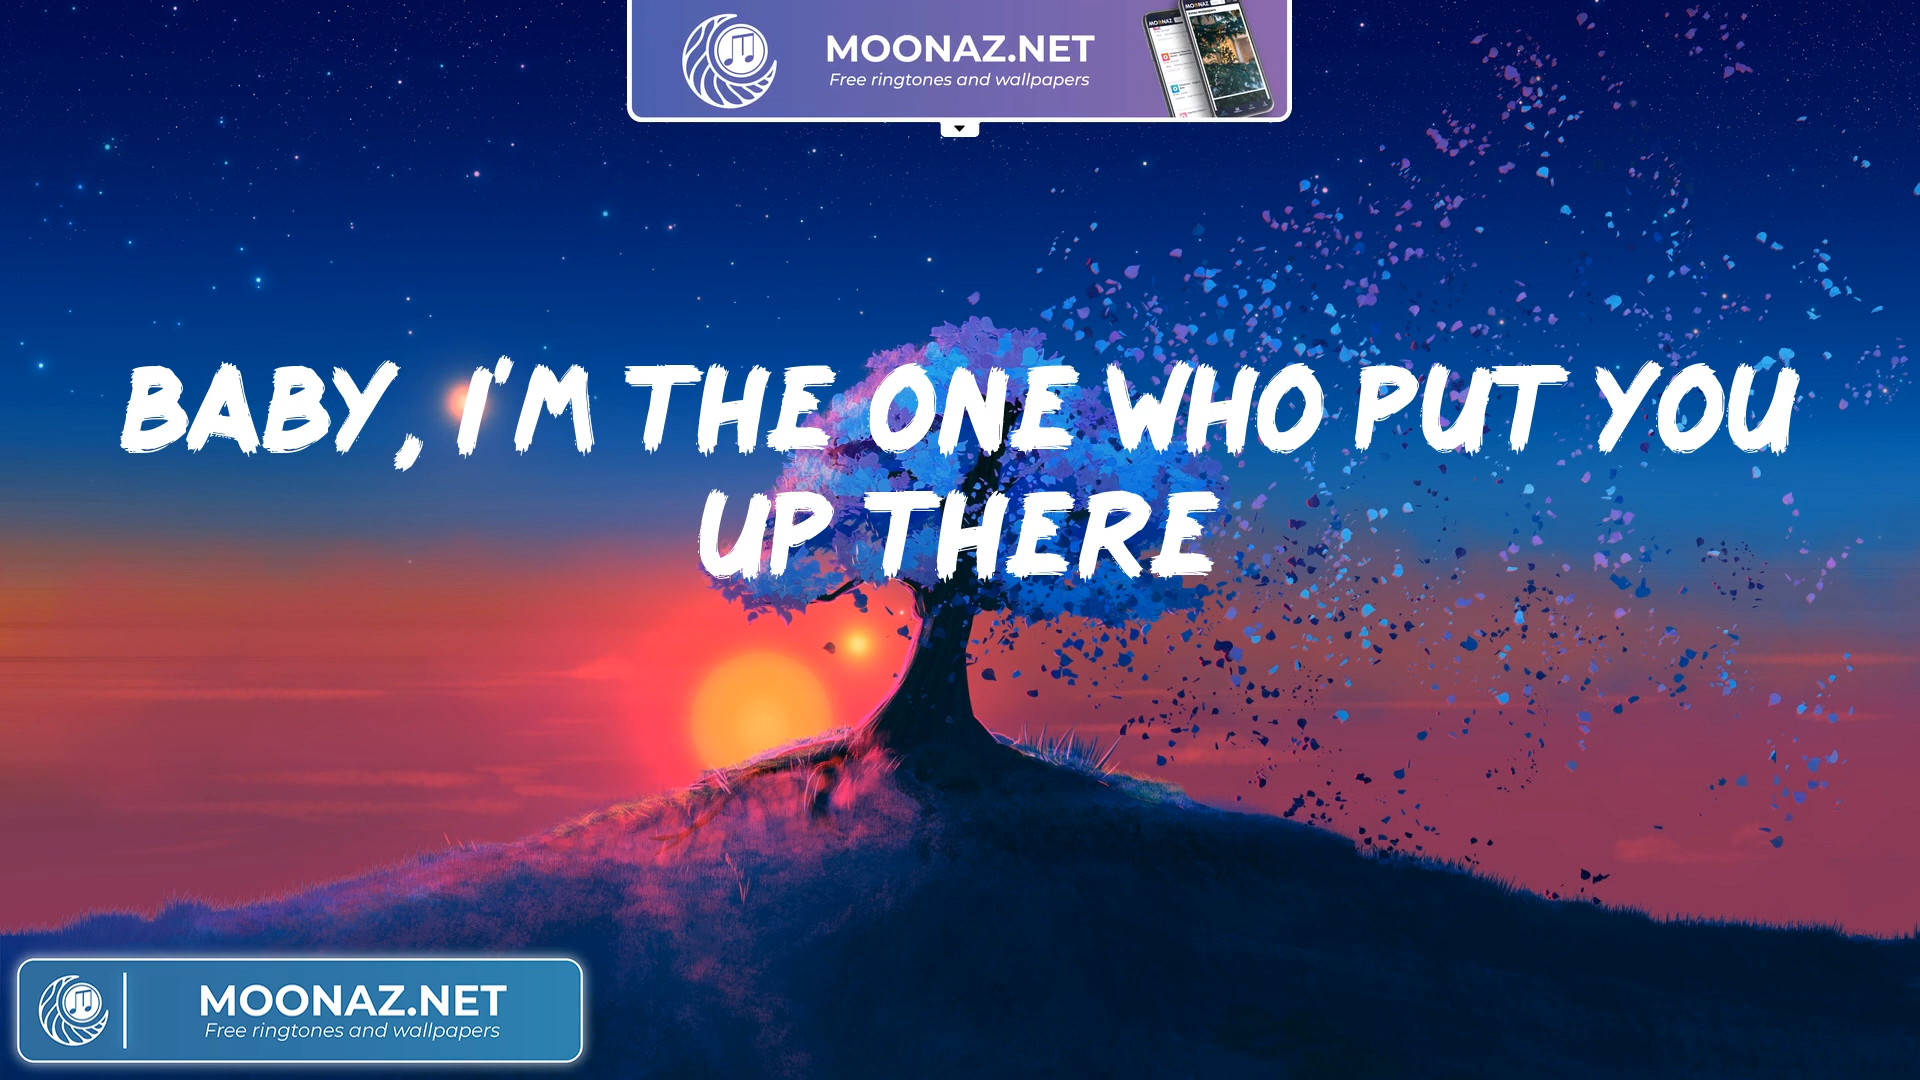 MOONAZ.NET
Free ringtones and wallpapers
BABY, I'M THE ONE WHO PUT YOU
UP THERE
MOONAZ.NET
Free ringtones and wallpapers